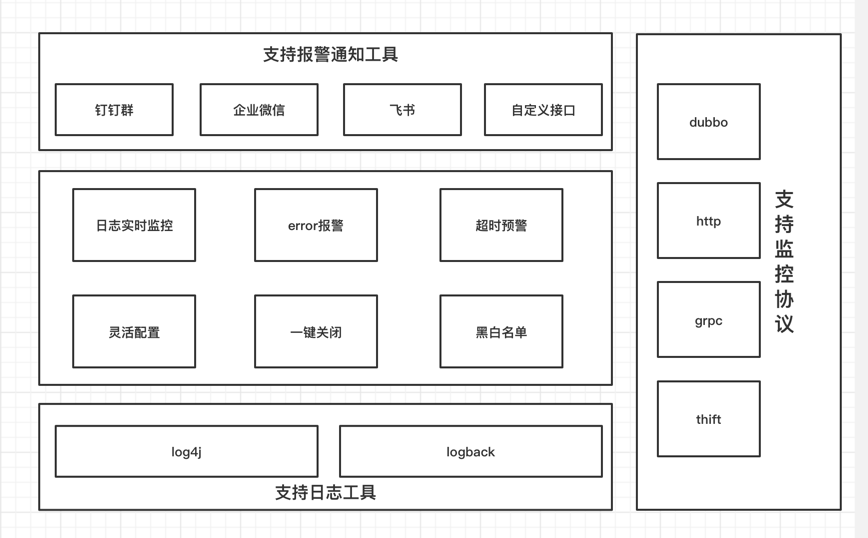 支持报警通知工具
钉钉群
企业微信
飞书
自定义接口
日志实时监控
error报警
超时预警
灵活配置
一键关闭
黑白名单
log4j
logback
支持日志工具
dubbo
http
grpc
thift
支持监控协议